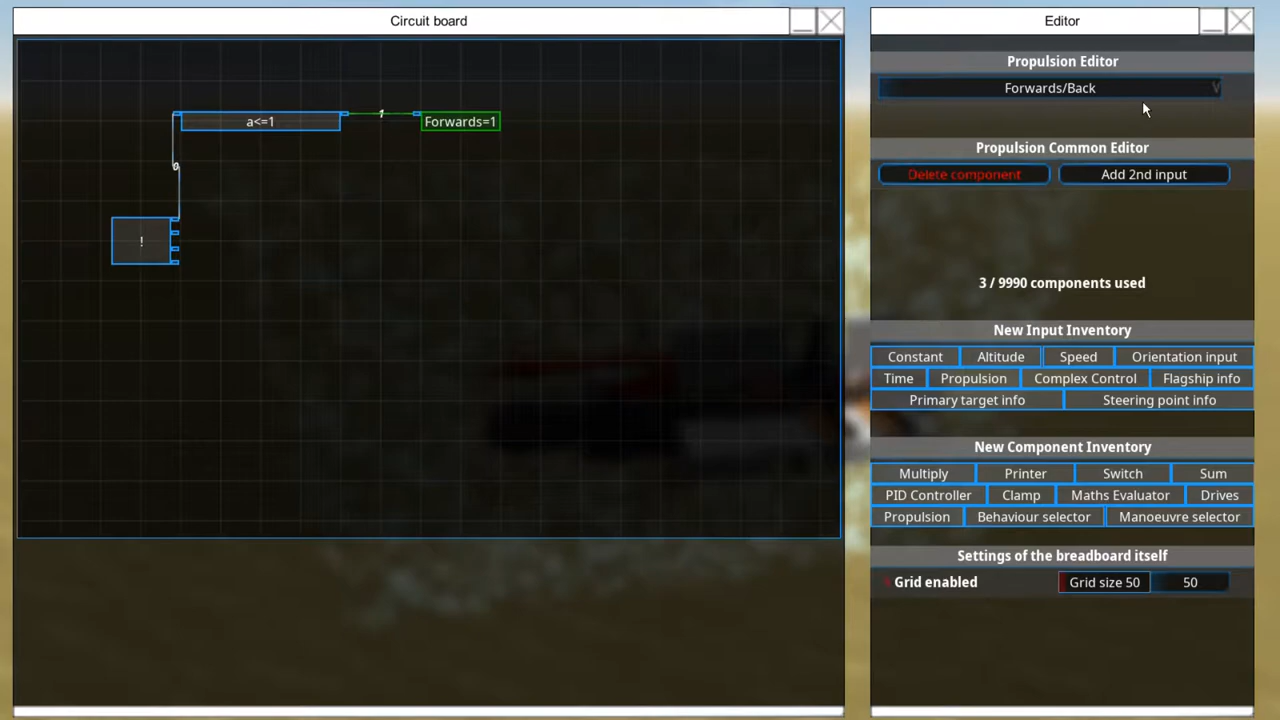 Circuit board
a<=1
1
Forwards=1
0
!
Editor
Propulsion Editor
Forwards/Back V
Propulsion Common Editor
Delete component Add 2nd input
3 / 9990 components used
New Input Inventory
Constant Altitude Speed Orientation input
Time Propulsion Complex Control Flagship info
Primary target info Steering point info
New Component Inventory
Multiply Printer Switch Sum
PID Controller Clamp Maths Evaluator Drives
Propulsion Behaviour selector Manoeuvre selector
Settings of the breadboard itself
Grid enabled Grid size 50 50